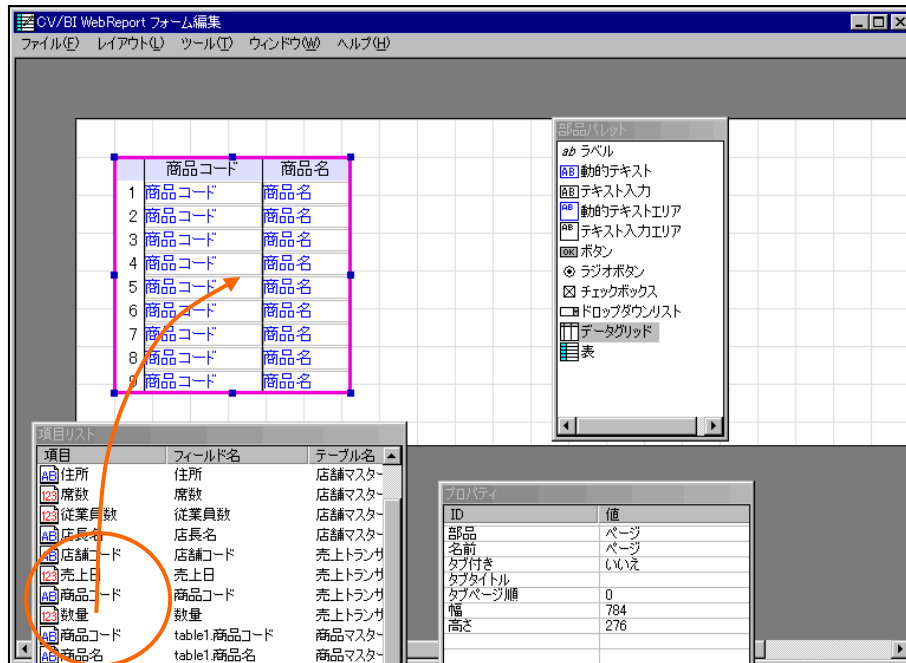 CV/BI WebReport フォーム編集
ファイル(F) レイアウト(L) ツール(T) ウィンドウ(W) ヘルプ(H)
商品コード 商品名
1 商品コード 商品名
2 商品コード 商品名
3 商品コード 商品名
4 商品コード 商品名
5 商品コード 商品名
6 商品コード 商品名
7 商品コード 商品名
8 商品コード 商品名
9 商品コード 商品名
部品パレット
ab ラベル
AB 動的テキスト
AB テキスト入力
AB 動的テキストエリア
AB テキスト入力エリア
OK ボタン
ラジオボタン
チェックボックス
ドロップダウンリスト
データグリッド
表
項目リスト
項目 フィールド名 テーブル名
AB 住所 住所 店舗マスター
123 席数 席数 店舗マスター
123 従業員数 従業員数 店舗マスター
AB 店長名 店長名 店舗マスター
AB 店舗コード 店舗コード 売上トランサ
123 売上日 売上日 売上トランサ
AB 商品コード 商品コード 売上トランサ
123 数量 数量 売上トランサ
AB 商品コード table1.商品コード 商品マスター
AB 商品名 table1.商品名 商品マスター
プロパティ
ID 値
部品 ページ
名前 ページ
タブ付き いいえ
タブタイトル
タブページ順 0
幅 784
高さ 276